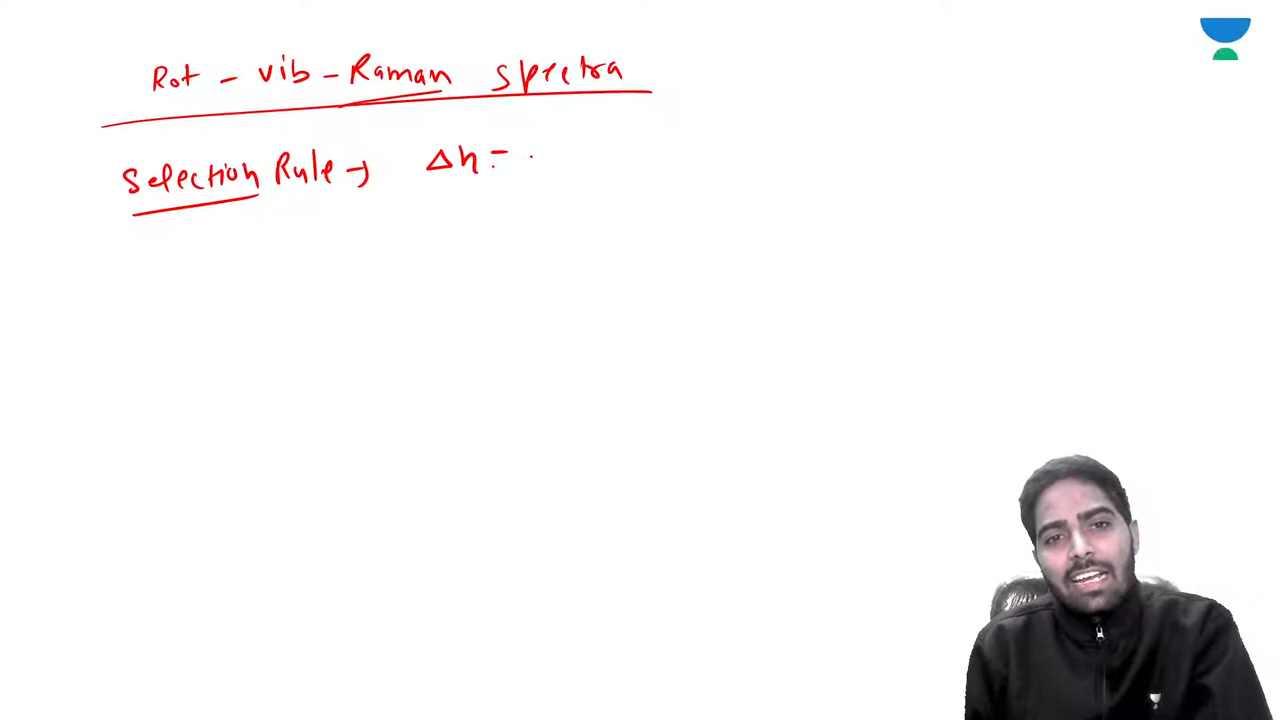 Rot - vib - Raman Spectra
Selection Rule → Δn =